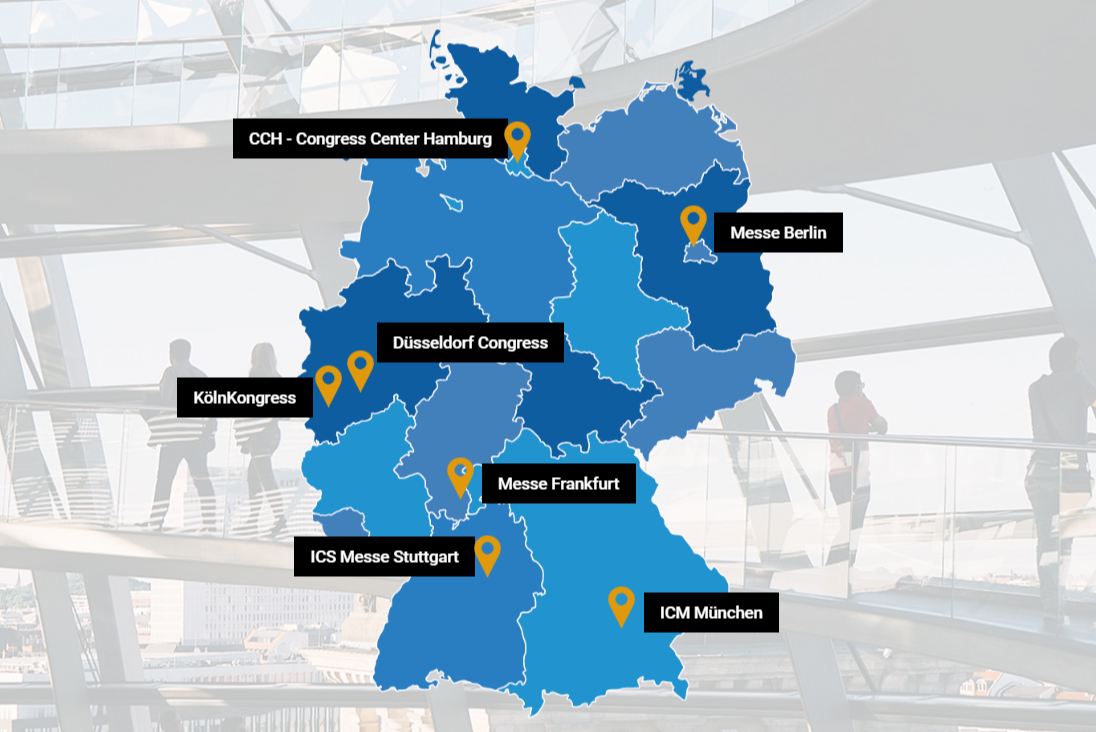 CCH - Congress Center Hamburg
Messe Berlin
Düsseldorf Congress
KölnKongress
Messe Frankfurt
ICS Messe Stuttgart
ICM München